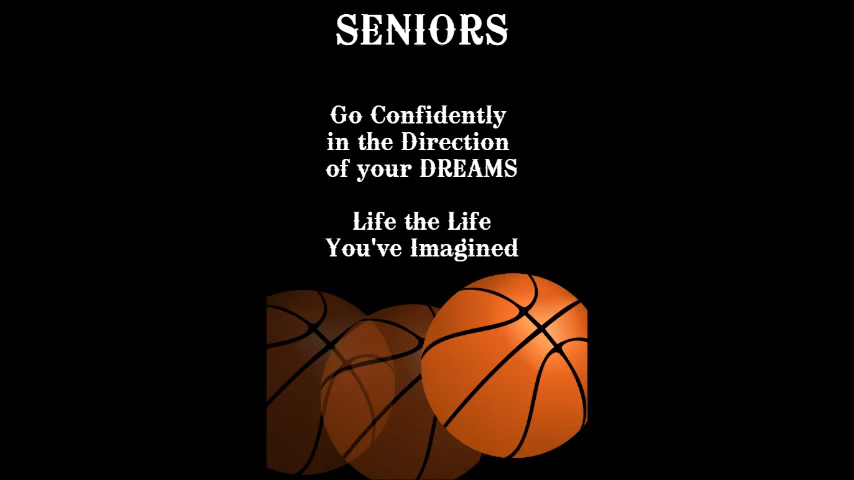 SENIORS
Go Confidently
in the Direction
of your DREAMS
Life the Life
You've Imagined